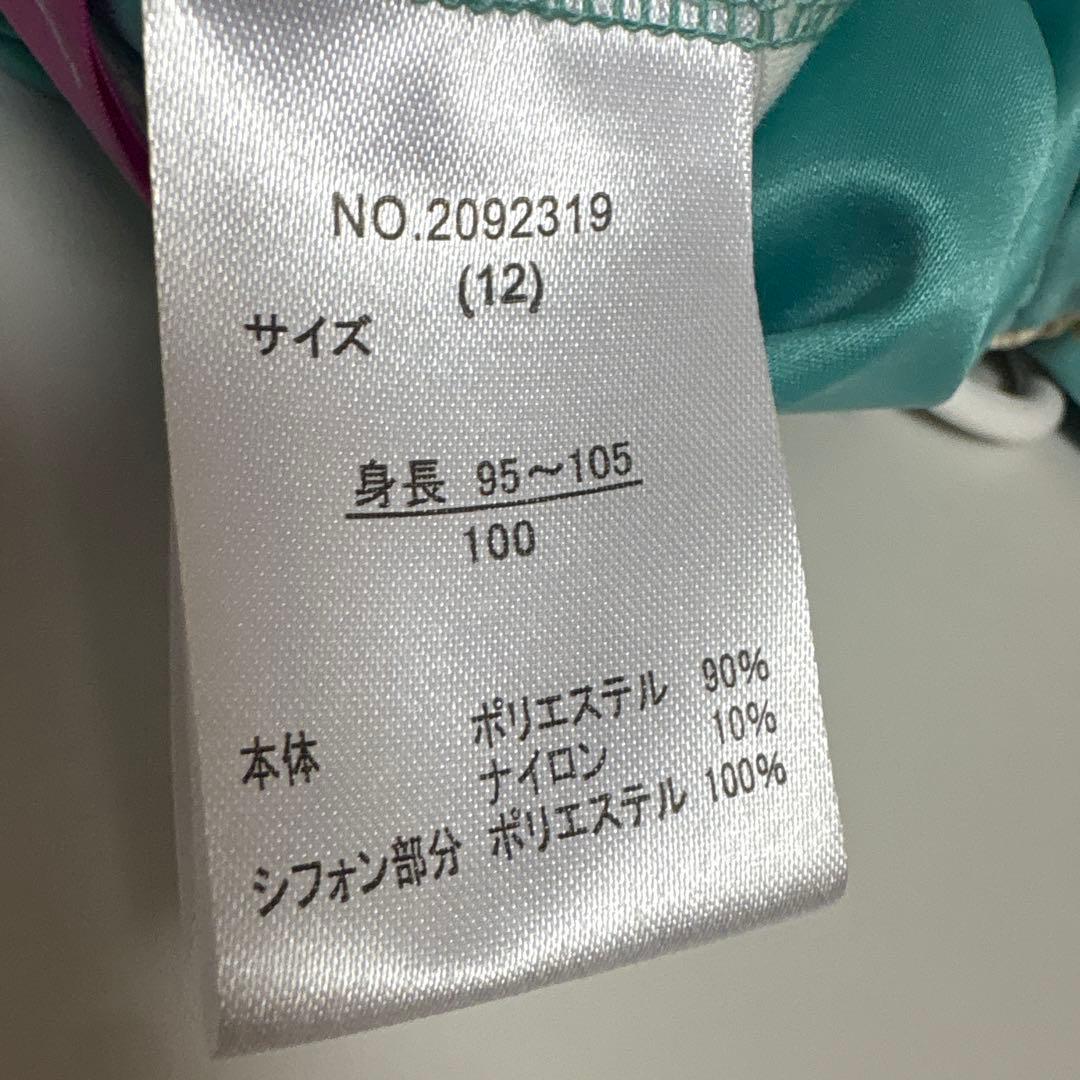 NO.2092319
(12)
サイズ
身長 95～105
100
本体 ポリエステル 90%
ナイロン 10%
シフォン部分 ポリエステル 100%